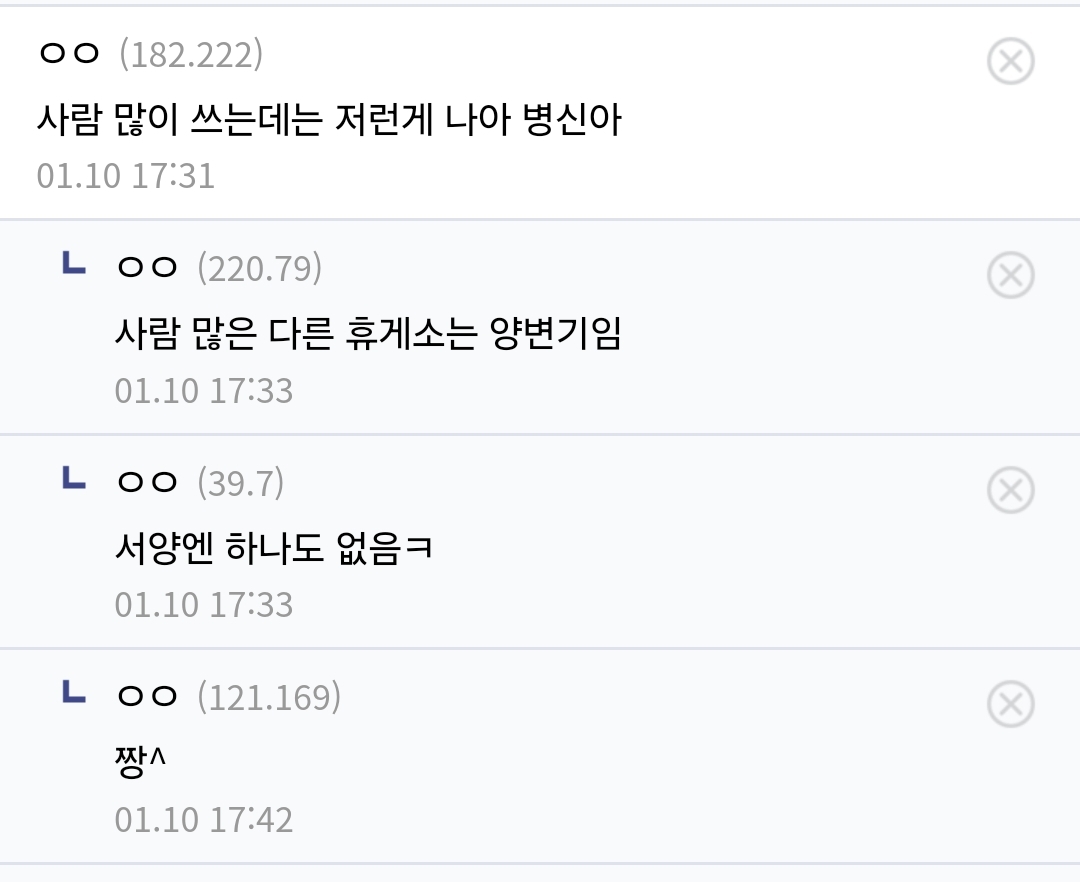 ㅇㅇ (182.222)
사람 많이 쓰는데는 저런게 나아 병신아
01.10 17:31
ㅇㅇ (220.79)
사람 많은 다른 휴게소는 양변기임
01.10 17:33
ㅇㅇ (39.7)
서양엔 하나도 없음ㅋ
01.10 17:33
ㅇㅇ (121.169)
짱^
01.10 17:42